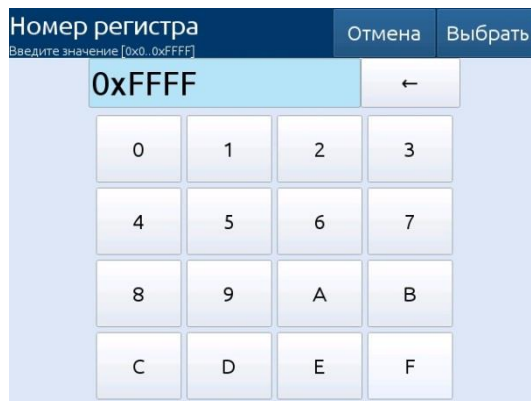 Номер регистра
Отмена
Выбрать
Введите значение [0x0..0xFFFF]
0xFFFF
←
0 1 2 3
4 5 6 7
8 9 A B
C D E F